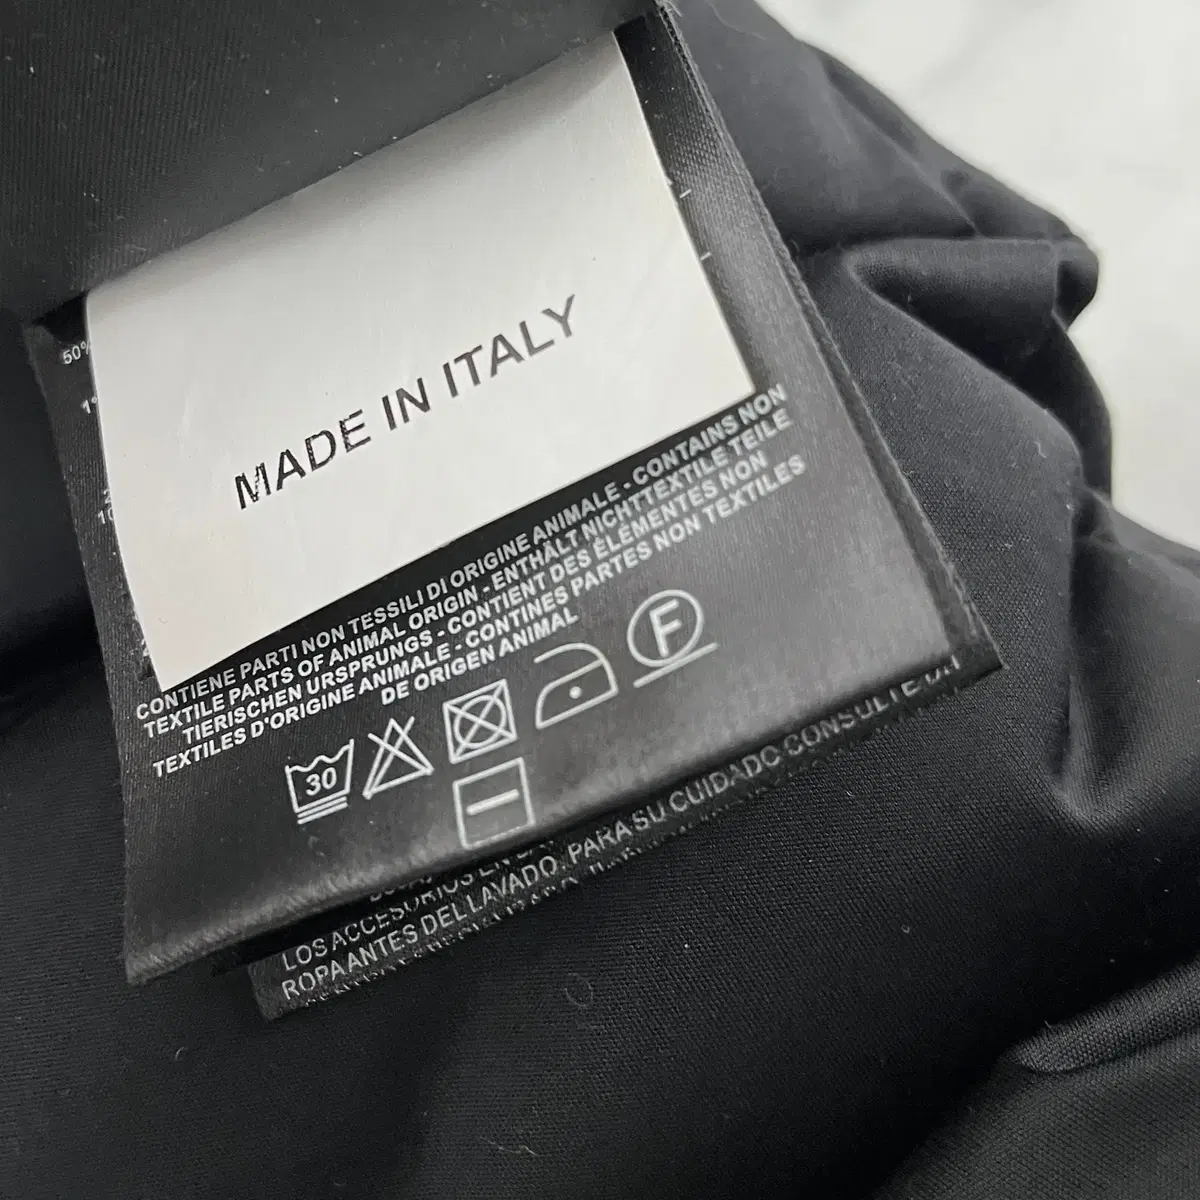 50%
MADE IN ITALY
CONTIENE PARTI NON TESSILI DI ORIGINE ANIMALE - CONTAINS NON
TEXTILE PARTS OF ANIMAL ORIGIN - ENTHÄLT NICHTTEXTILE TEILE
TIERISCHEN URSPRUNGS - CONTIENT DES ÉLÉMENTES NON
TEXTILES D'ORIGINE ANIMALE - CONTINES PARTES NON TEXTILES
DE ORIGEN ANIMAL
30
F
LOS ACCESORIOS EN
ROPA ANTES DEL LAVADO. PARA SU CUIDADO CONSULTE